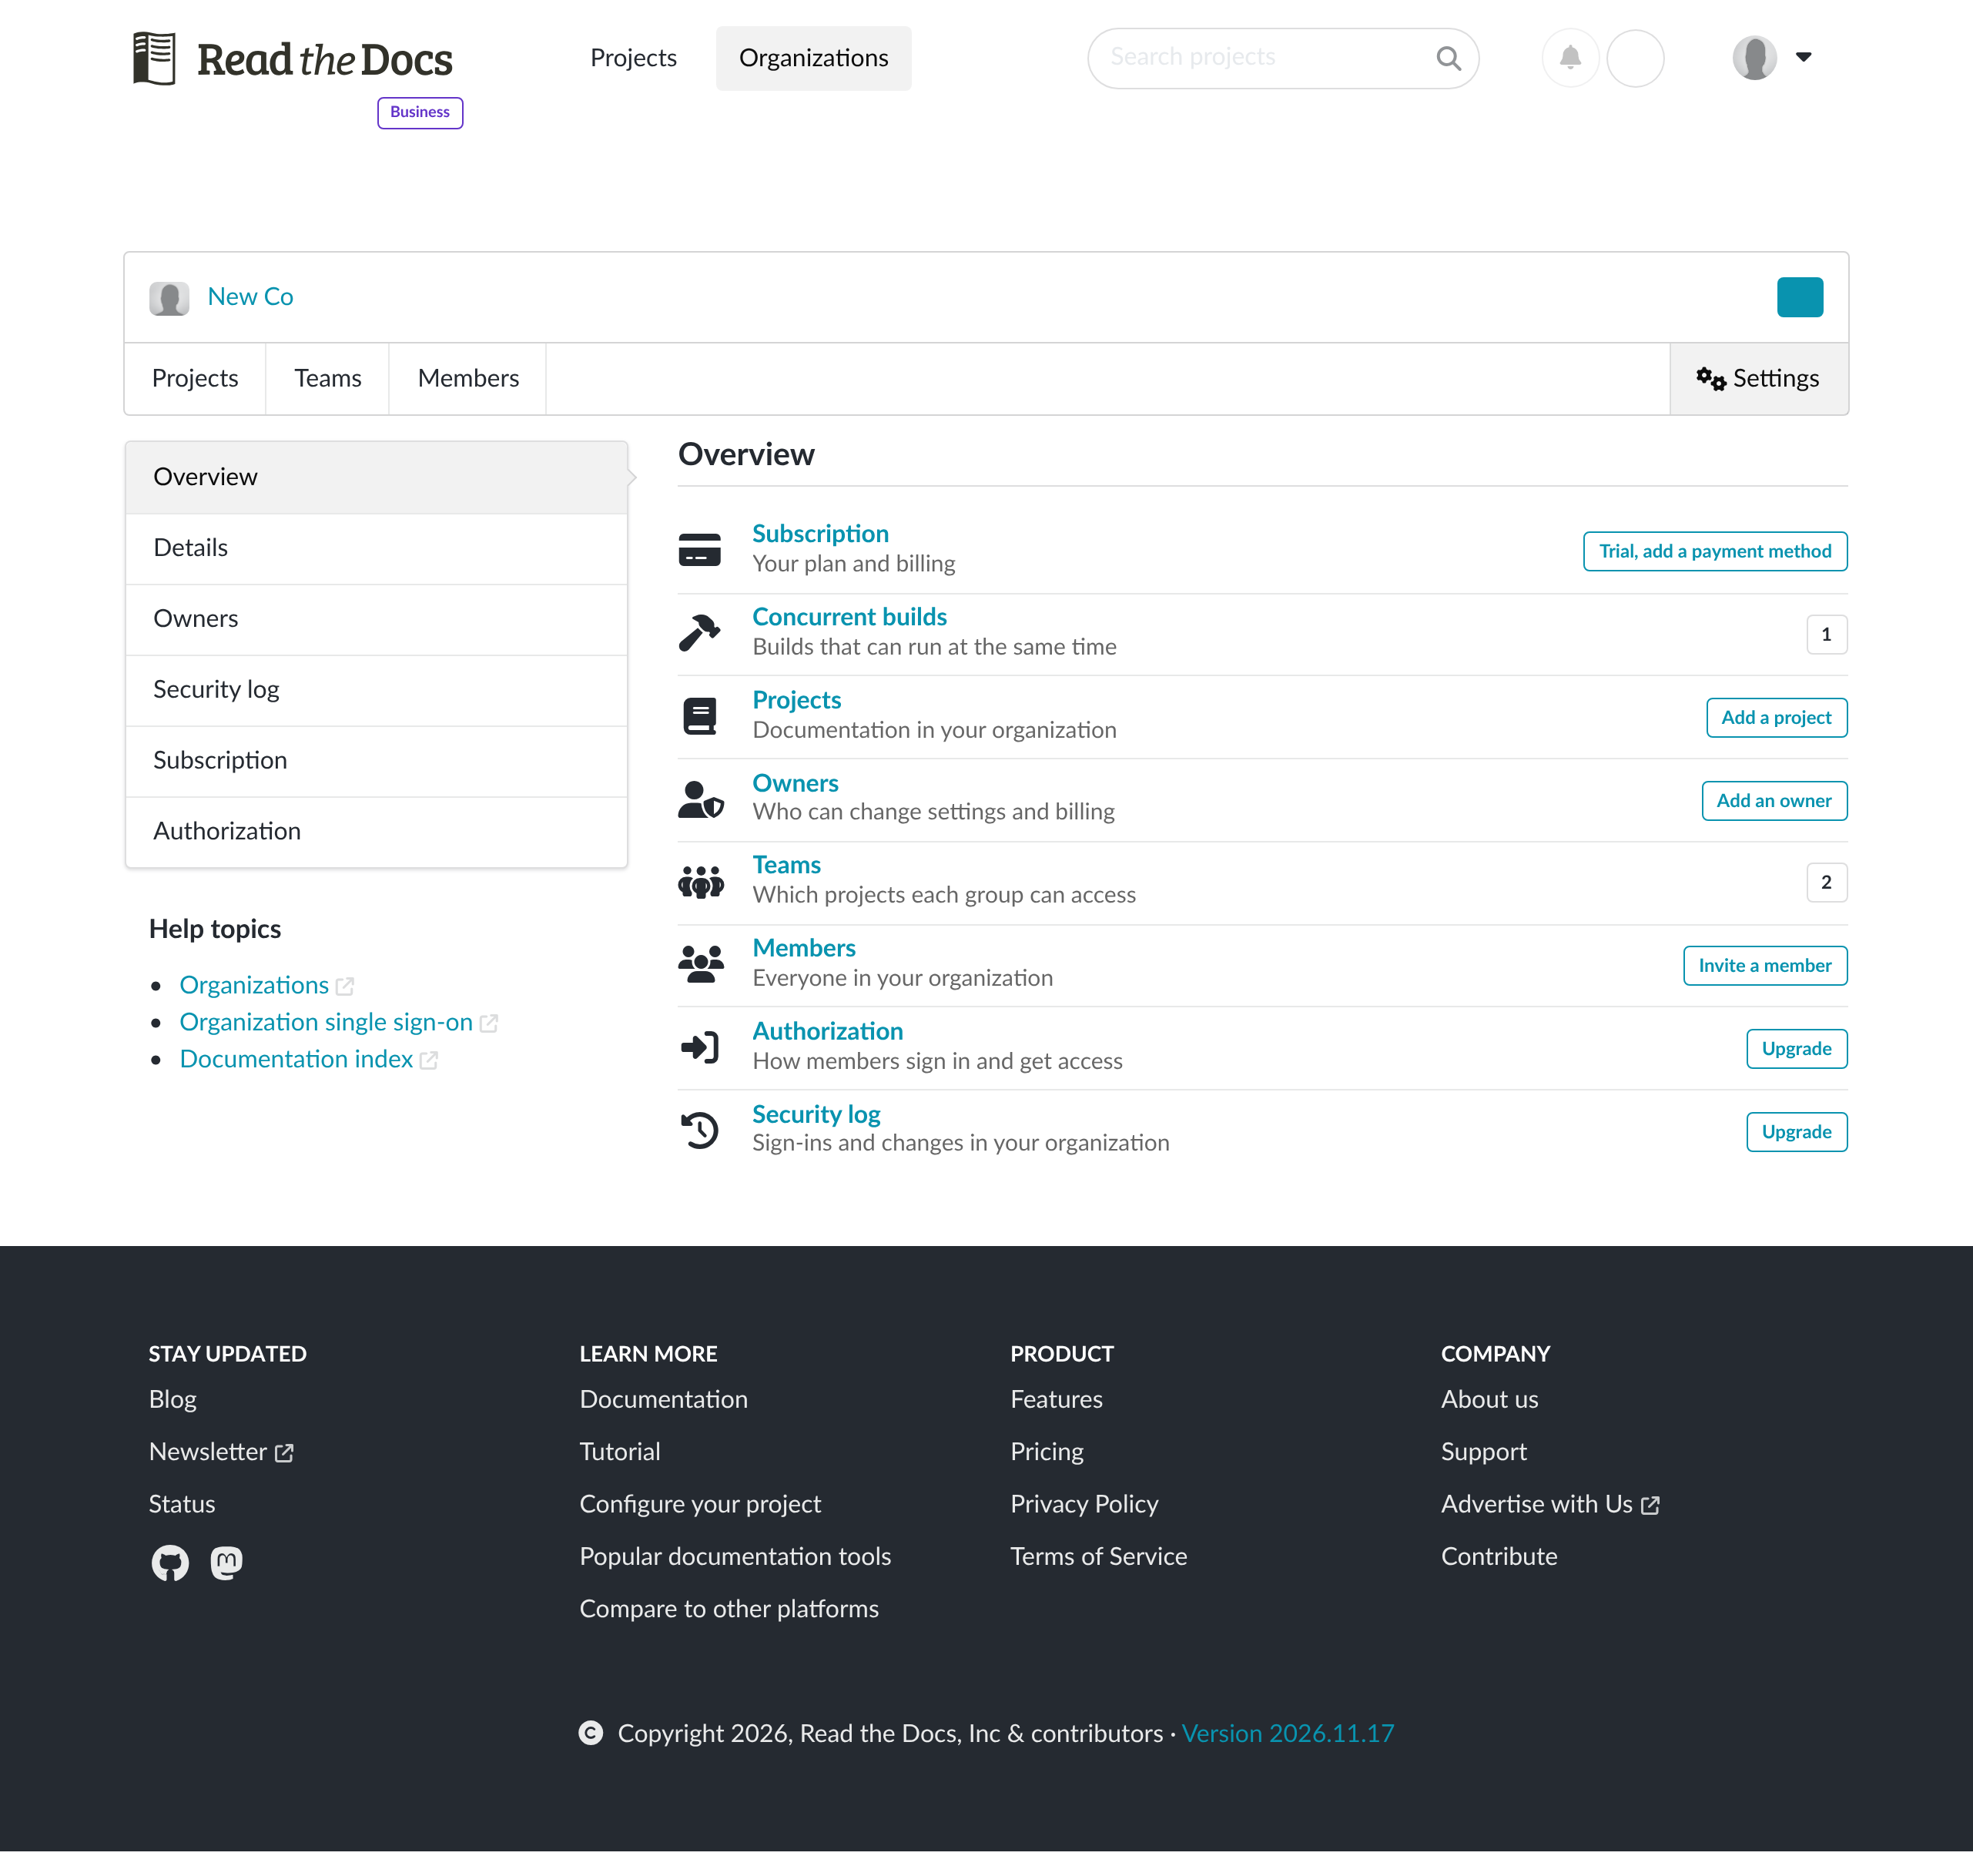 Read the Docs
Business
Projects
Organizations
Search projects
New Co
Projects
Teams
Members
Settings
Overview
Details
Owners
Security log
Subscription
Authorization
Help topics
Organizations
Organization single sign-on
Documentation index
Overview
Subscription
Your plan and billing
Trial, add a payment method
Concurrent builds
Builds that can run at the same time
1
Projects
Documentation in your organization
Add a project
Owners
Who can change settings and billing
Add an owner
Teams
Which projects each group can access
2
Members
Everyone in your organization
Invite a member
Authorization
How members sign in and get access
Upgrade
Security log
Sign-ins and changes in your organization
Upgrade
STAY UPDATED
Blog
Newsletter
Status
LEARN MORE
Documentation
Tutorial
Configure your project
Popular documentation tools
Compare to other platforms
PRODUCT
Features
Pricing
Privacy Policy
Terms of Service
COMPANY
About us
Support
Advertise with Us
Contribute
Copyright 2026, Read the Docs, Inc & contributors · Version 2026.11.17